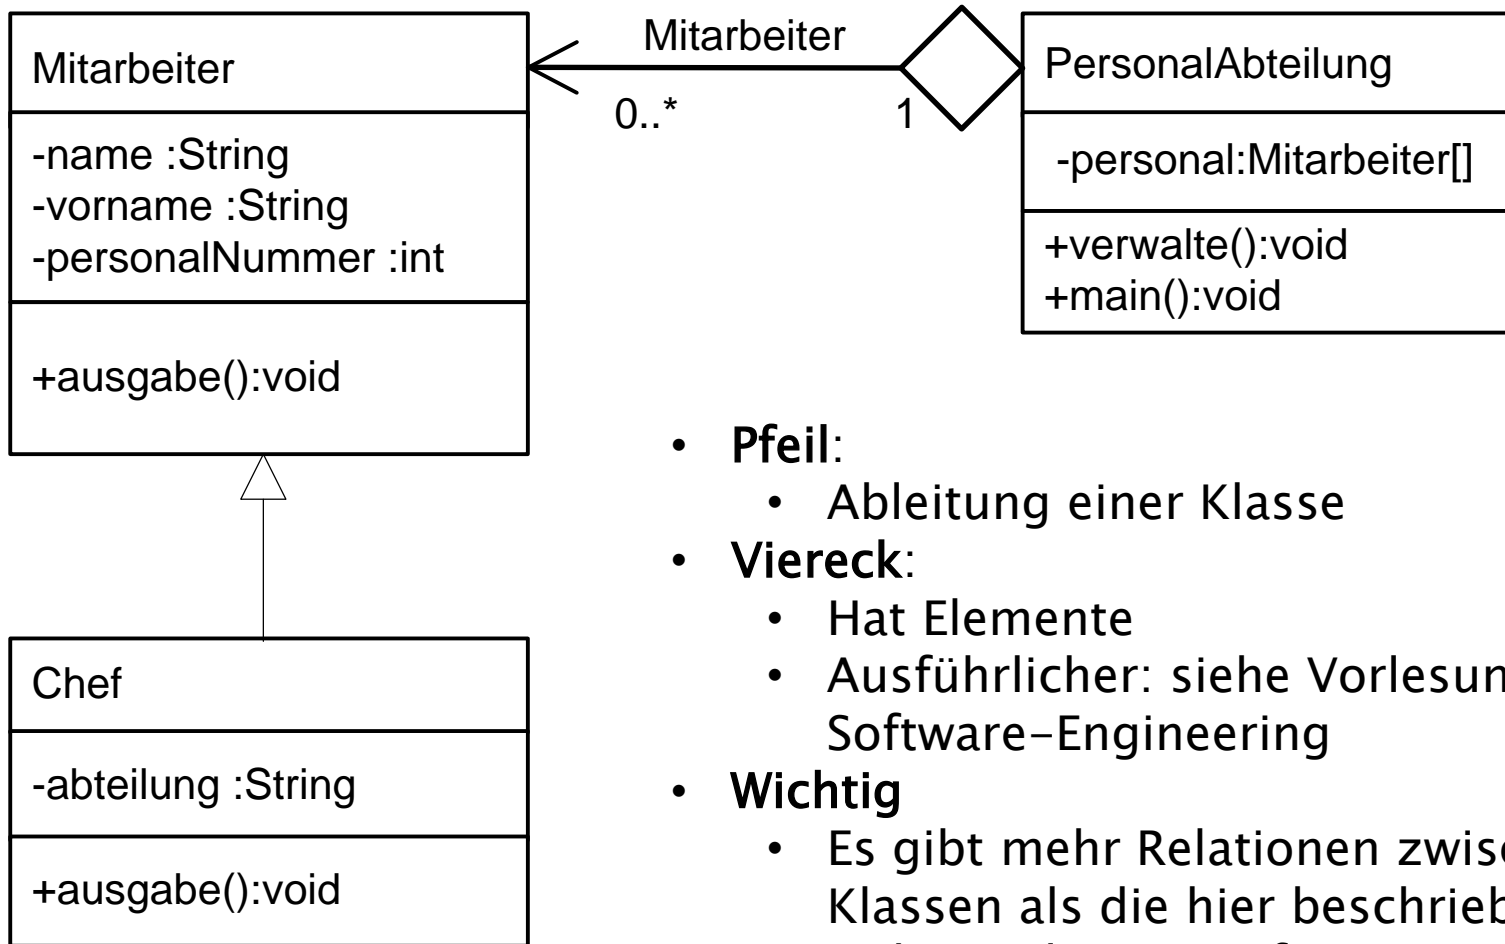 Mitarbeiter
-name :String
-vorname :String
-personalNummer :int
+ausgabe():void
Mitarbeiter
0..*
1
PersonalAbteilung
-personal:Mitarbeiter[]
+verwalte():void
+main():void
Chef
-abteilung :String
+ausgabe():void
• Pfeil:
• Ableitung einer Klasse
• Viereck:
• Hat Elemente
• Ausführlicher: siehe Vorlesun
Software-Engineering
• Wichtig
• Es gibt mehr Relationen zwis
Klassen als die hier beschrieb